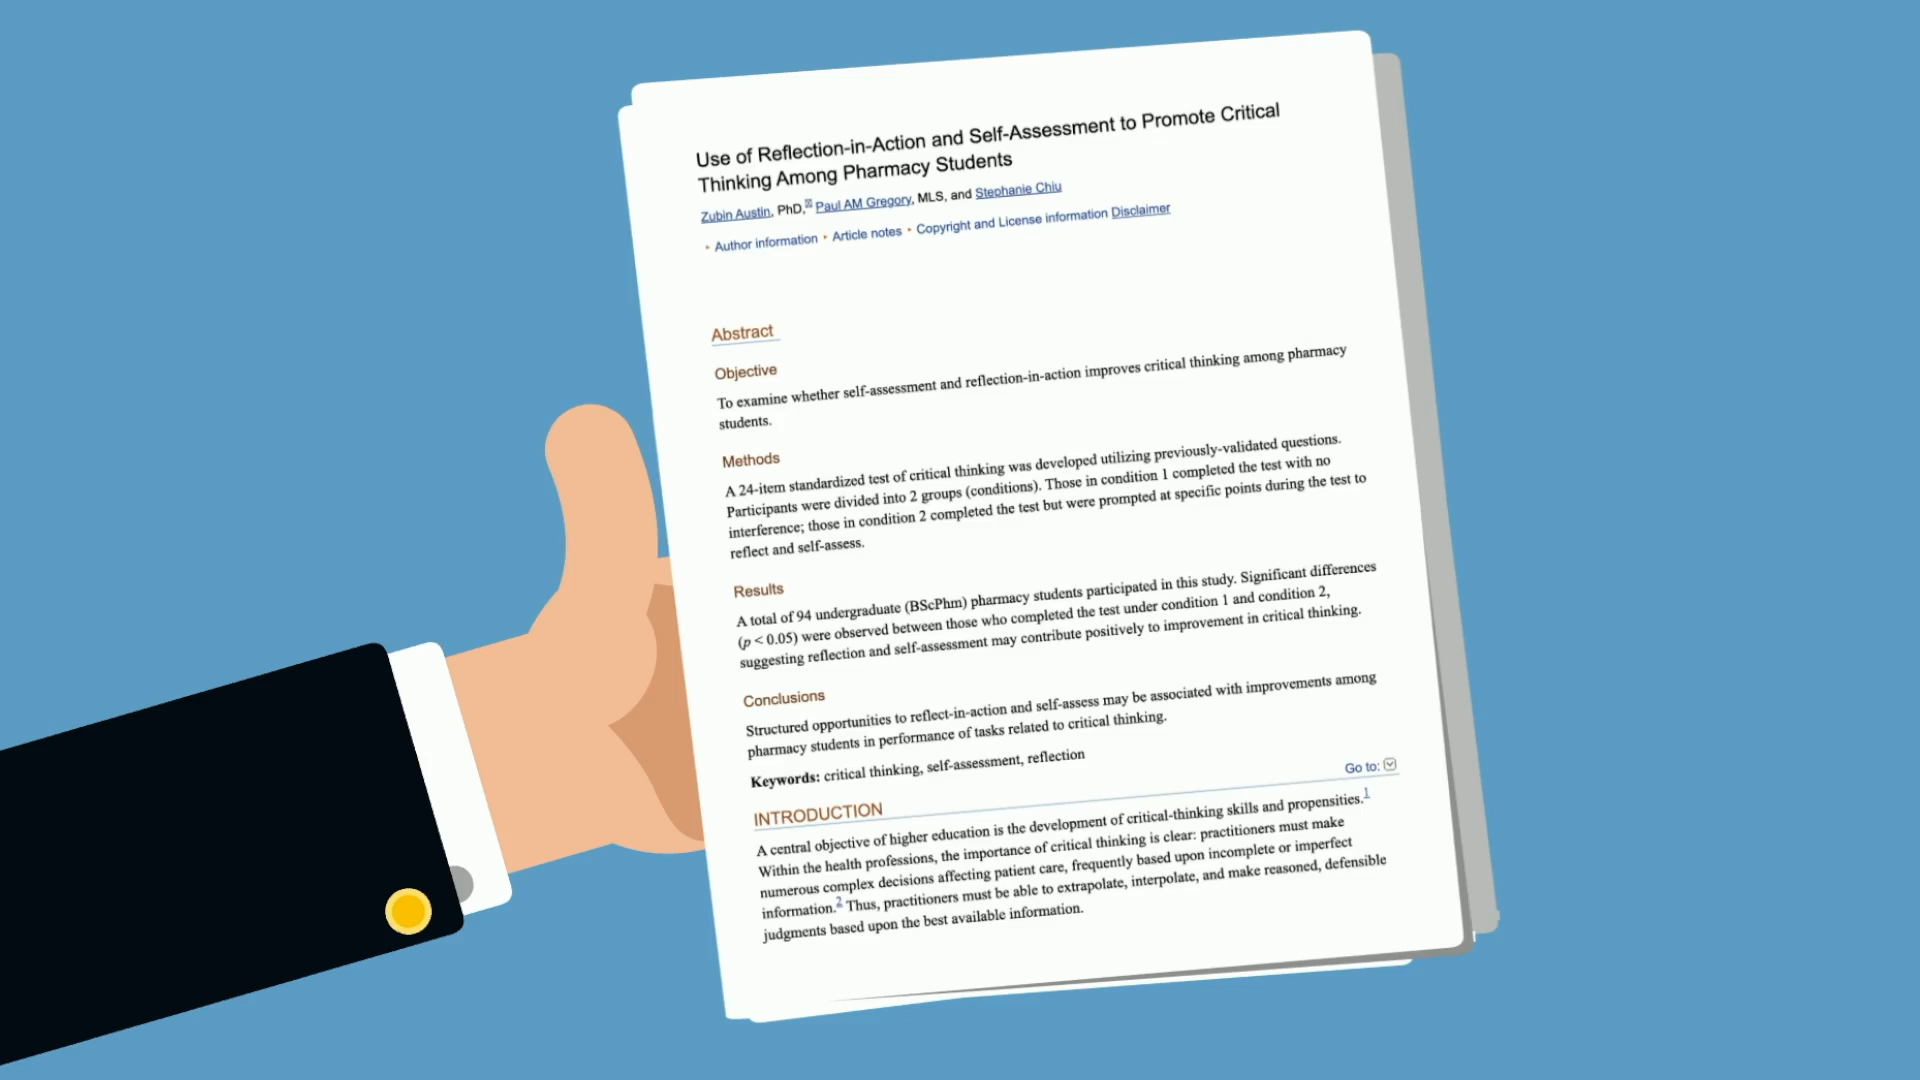 Use of Reflection-in-Action and Self-Assessment to Promote Critical
Thinking Among Pharmacy Students
Zubin Austin, PhD, Paul AM Gregory, MLS, and Stephanie Chiu
• Author information • Article notes • Copyright and License information Disclaimer
Abstract
Objective
To examine whether self-assessment and reflection-in-action improves critical thinking among pharmacy
students.
Methods
A 24-item standardized test of critical thinking was developed utilizing previously-validated questions.
Participants were divided into 2 groups (conditions). Those in condition 1 completed the test with no
interference; those in condition 2 completed the test but were prompted at specific points during the test to
reflect and self-assess.
Results
A total of 94 undergraduate (BScPhm) pharmacy students participated in this study. Significant differences
(p < 0.05) were observed between those who completed the test under condition 1 and condition 2,
suggesting reflection and self-assessment may contribute positively to improvement in critical thinking.
Conclusions
Structured opportunities to reflect-in-action and self-assess may be associated with improvements among
pharmacy students in performance of tasks related to critical thinking.
Keywords: critical thinking, self-assessment, reflection
Go to:
INTRODUCTION
A central objective of higher education is the development of critical-thinking skills and propensities.1
Within the health professions, the importance of critical thinking is clear: practitioners must make
numerous complex decisions affecting patient care, frequently based upon incomplete or imperfect
information.2 Thus, practitioners must be able to extrapolate, interpolate, and make reasoned, defensible
judgments based upon the best available information.